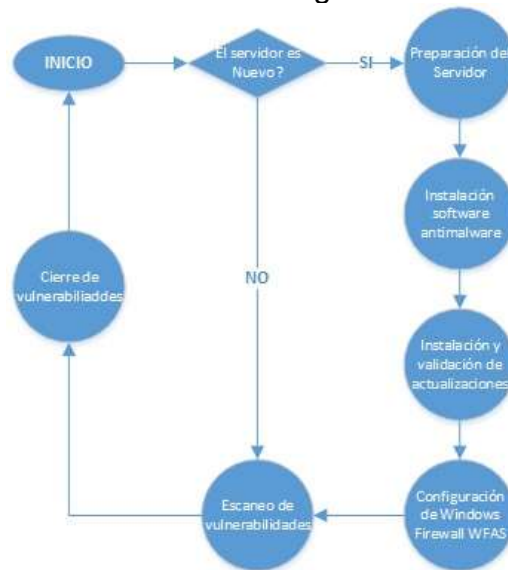 INICIO
El servidor es
Nuevo?
SI
Preparación del
Servidor
Instalación
software
antimalware
Cierre de
vulnerabiliaddes
NO
Instalación y
validación de
actualizaciones
Escaneo de
vulnerabilidades
Configuración
de Windows
Firewall WFAS